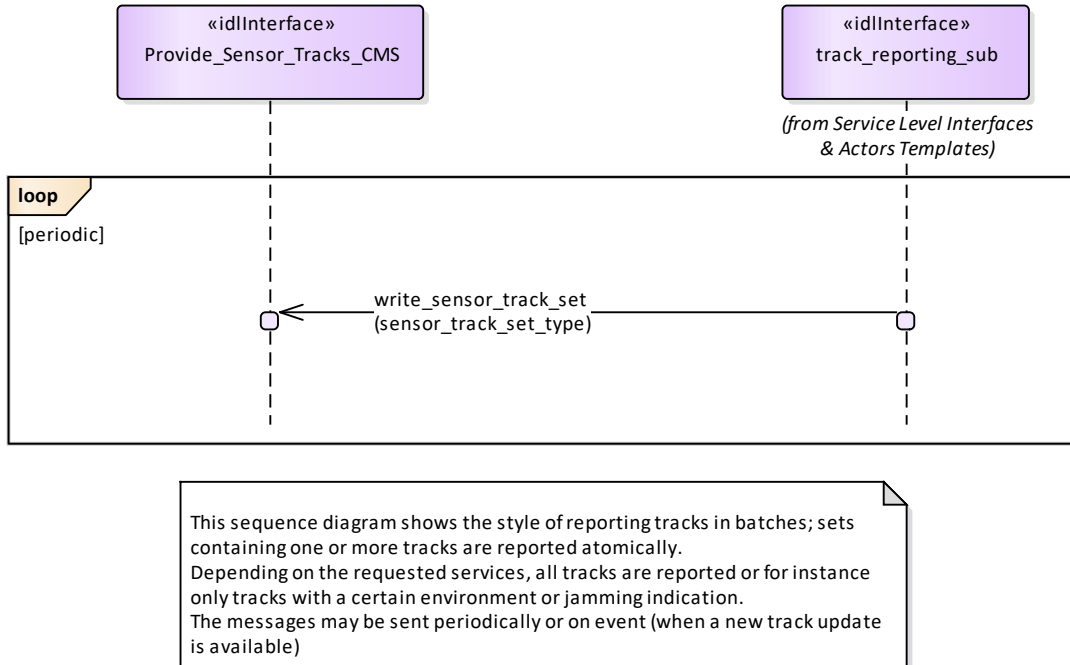 «idlInterface»
Provide_Sensor_Tracks_CMS
«idlInterface»
track_reporting_sub
(from Service Level Interfaces
& Actors Templates)
loop
[periodic]
write_sensor_track_set
(sensor_track_set_type)
This sequence diagram shows the style of reporting tracks in batches; sets
containing one or more tracks are reported atomically.
Depending on the requested services, all tracks are reported or for instance
only tracks with a certain environment or jamming indication.
The messages may be sent periodically or on event (when a new track update
is available)